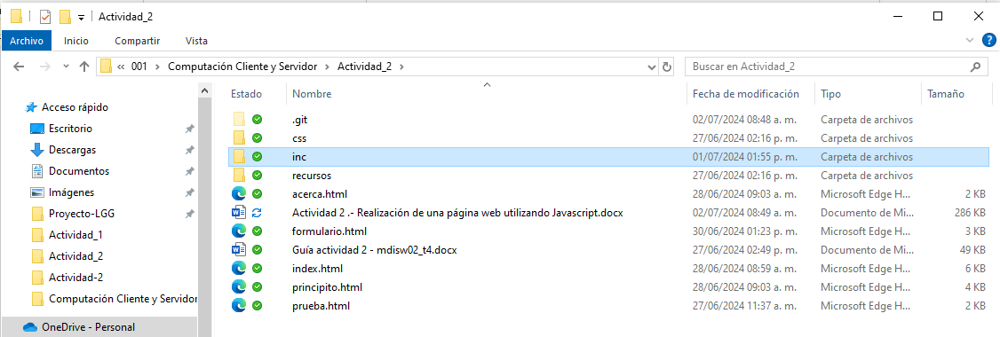 Actividad_2
Archivo Inicio Compartir Vista
« 001 > Computación Cliente y Servidor > Actividad_2 > Buscar en Actividad_2
Acceso rápido
Escritorio
Descargas
Documentos
Imágenes
Proyecto-LGG
Actividad_1
Actividad_2
Actividad-2
Computación Cliente y Servidor
OneDrive - Personal
Estado Nombre Fecha de modificación Tipo Tamaño
.git 02/07/2024 08:48 a. m. Carpeta de archivos
css 27/06/2024 02:16 p. m. Carpeta de archivos
inc 01/07/2024 01:55 p. m. Carpeta de archivos
recursos 27/06/2024 02:16 p. m. Carpeta de archivos
acerca.html 28/06/2024 09:03 a. m. Microsoft Edge H... 2 KB
Actividad 2 .- Realización de una página web utilizando Javascript.docx 02/07/2024 08:49 a. m. Documento de Mi... 286 KB
formulario.html 30/06/2024 01:23 p. m. Microsoft Edge H... 3 KB
Guía actividad 2 - mdisw02_t4.docx 27/06/2024 02:49 p. m. Documento de Mi... 49 KB
index.html 28/06/2024 08:59 a. m. Microsoft Edge H... 6 KB
principito.html 28/06/2024 09:03 a. m. Microsoft Edge H... 4 KB
prueba.html 27/06/2024 11:37 a. m. Microsoft Edge H... 2 KB